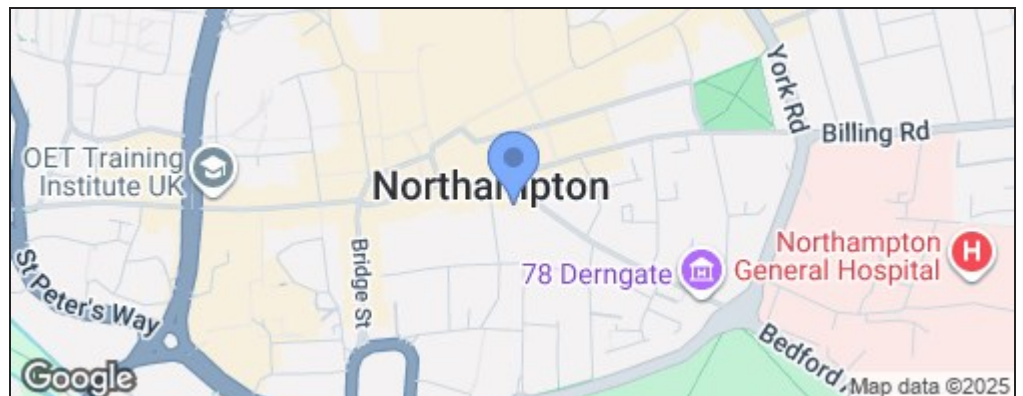 York Rd
Billing Rd
OET Training
Institute UK
Northampton
Northampton
General Hospital
H
78 Derngate
Bridge St
St Peter's Way
Bedford
Google
Map data ©2025